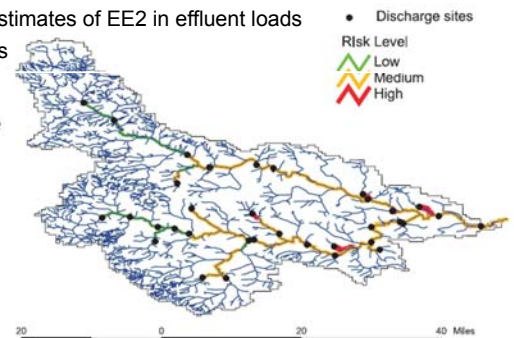 stimates of EE2 in effluent loads
s
Discharge sites
RIsk Level
Low
Medium
High
20 0 20 40 Miles